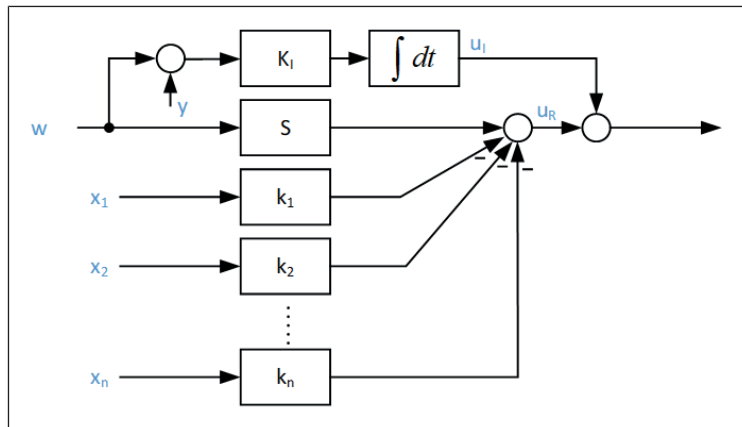 K_I
∫ dt
u_I
y
w
S
u_R
x_1
k_1
–
–
–
x_2
k_2
x_n
k_n